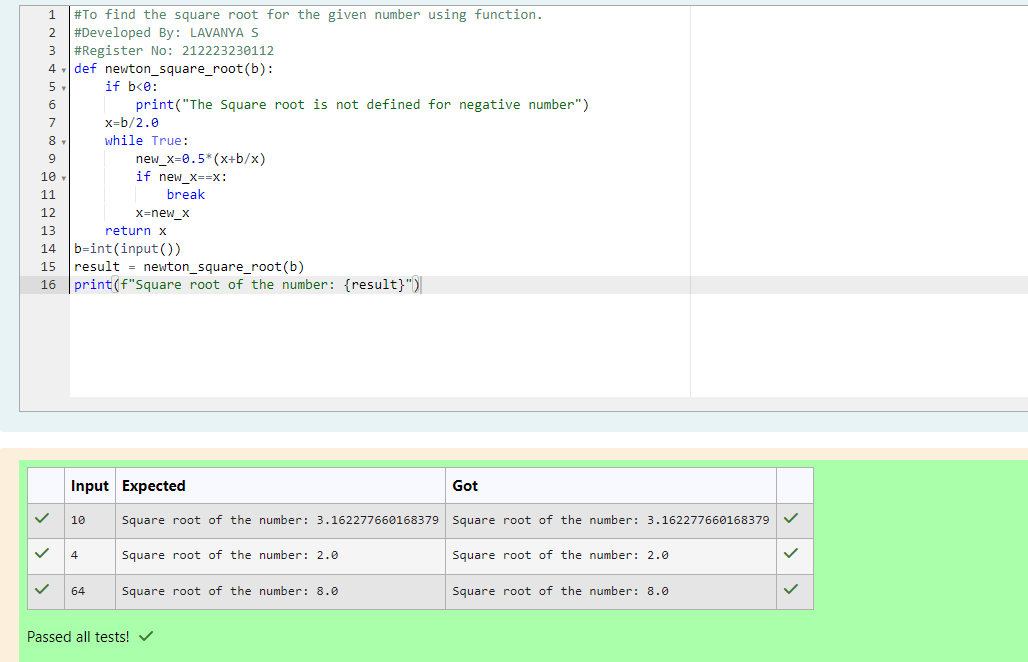 1 #To find the square root for the given number using function.
2 #Developed By: LAVANYA S
3 #Register No: 212223230112
4 def newton_square_root(b):
5     if b<0:
6         print("The Square root is not defined for negative number")
7     x=b/2.0
8     while True:
9         new_x=0.5*(x+b/x)
10         if new_x==x:
11             break
12         x=new_x
13     return x
14 b=int(input())
15 result = newton_square_root(b)
16 print(f"Square root of the number: {result}")
Input Expected Got
10 Square root of the number: 3.162277660168379 Square root of the number: 3.162277660168379
4 Square root of the number: 2.0 Square root of the number: 2.0
64 Square root of the number: 8.0 Square root of the number: 8.0
Passed all tests!